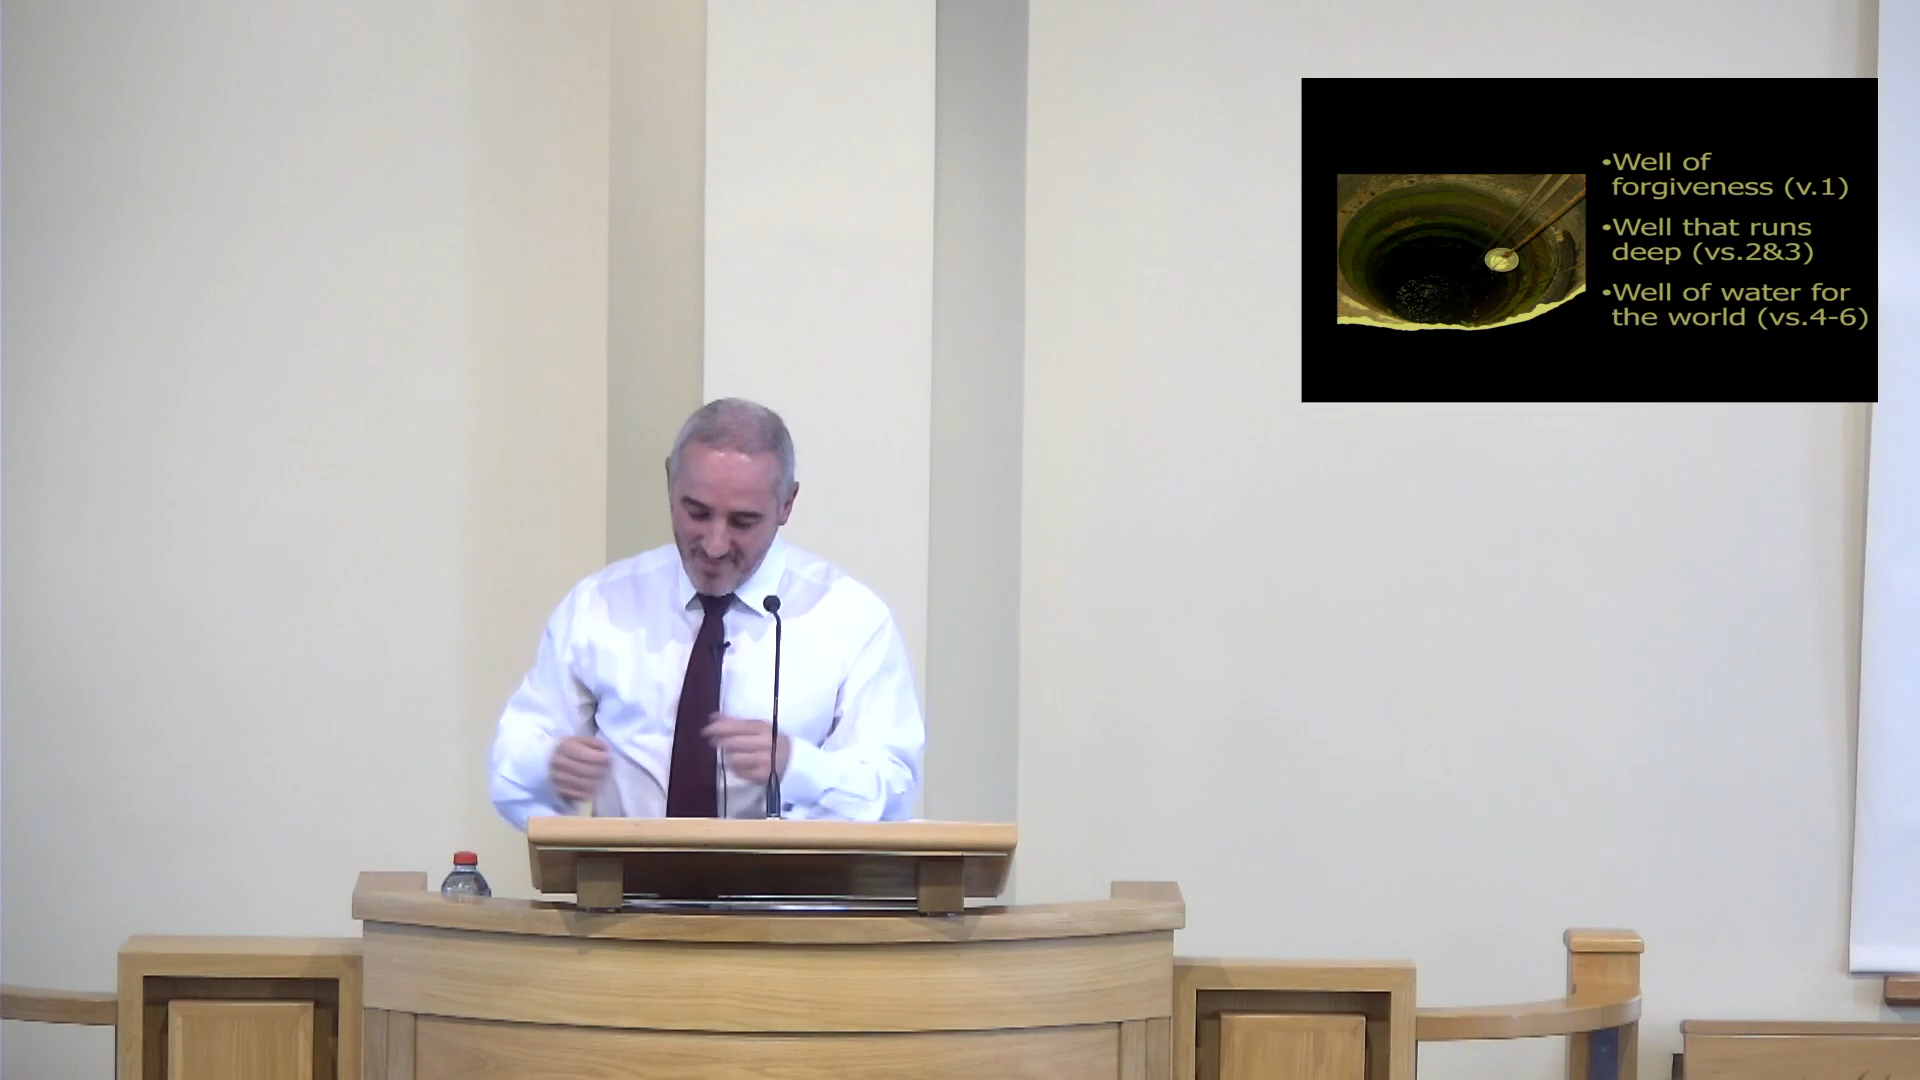 •Well of
forgiveness (v.1)
•Well that runs
deep (vs.2&3)
•Well of water for
the world (vs.4-6)